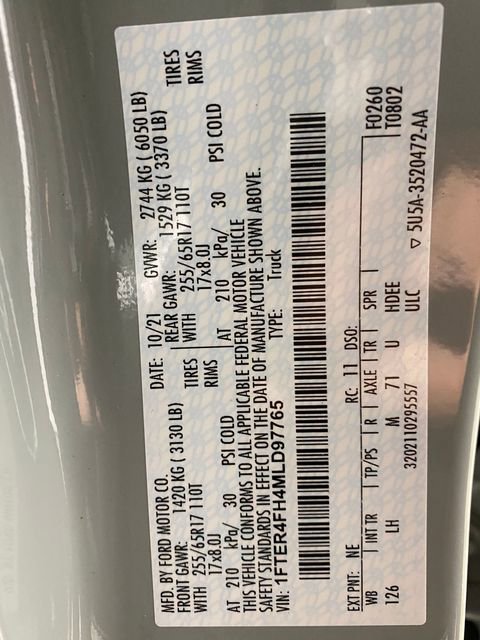 MFD. BY FORD MOTOR CO. DATE: 10/21 GVWR: 2744 KG ( 6050 LB)
FRONT GAWR: 1420 KG ( 3130 LB) REAR GAWR: 1529 KG ( 3370 LB)
WITH 255/65R17 110T TIRES WITH 255/65R17 110T TIRES
17x8.0J RIMS 17x8.0J RIMS
AT 210 kPa/ 30 PSI COLD AT 210 kPa/ 30 PSI COLD
THIS VEHICLE CONFORMS TO ALL APPLICABLE FEDERAL MOTOR VEHICLE
SAFETY STANDARDS IN EFFECT ON THE DATE OF MANUFACTURE SHOWN ABOVE.
VIN: 1FTER4FH4MLD97765 TYPE: Truck
F0260
T0802
EXT PNT: NE RC: 11 DSO:
WB INT TR TP/PS R AXLE TR SPR
126 LH M 71 U HDEE
ULC
3202110295557 ▽ 5U5A-3520472-AA